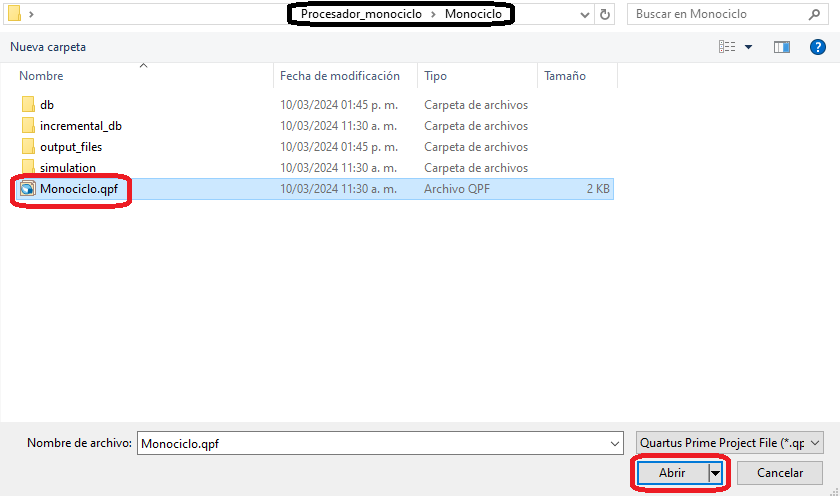 Procesador_monociclo > Monociclo
Buscar en Monociclo
Nueva carpeta
Nombre Fecha de modificación Tipo Tamaño
db 10/03/2024 01:45 p. m. Carpeta de archivos
incremental_db 10/03/2024 11:30 a. m. Carpeta de archivos
output_files 10/03/2024 01:45 p. m. Carpeta de archivos
simulation 10/03/2024 11:30 a. m. Carpeta de archivos
Monociclo.qpf 10/03/2024 11:30 a. m. Archivo QPF 2 KB
Nombre de archivo: Monociclo.qpf Quartus Prime Project File (*.qp
Abrir Cancelar